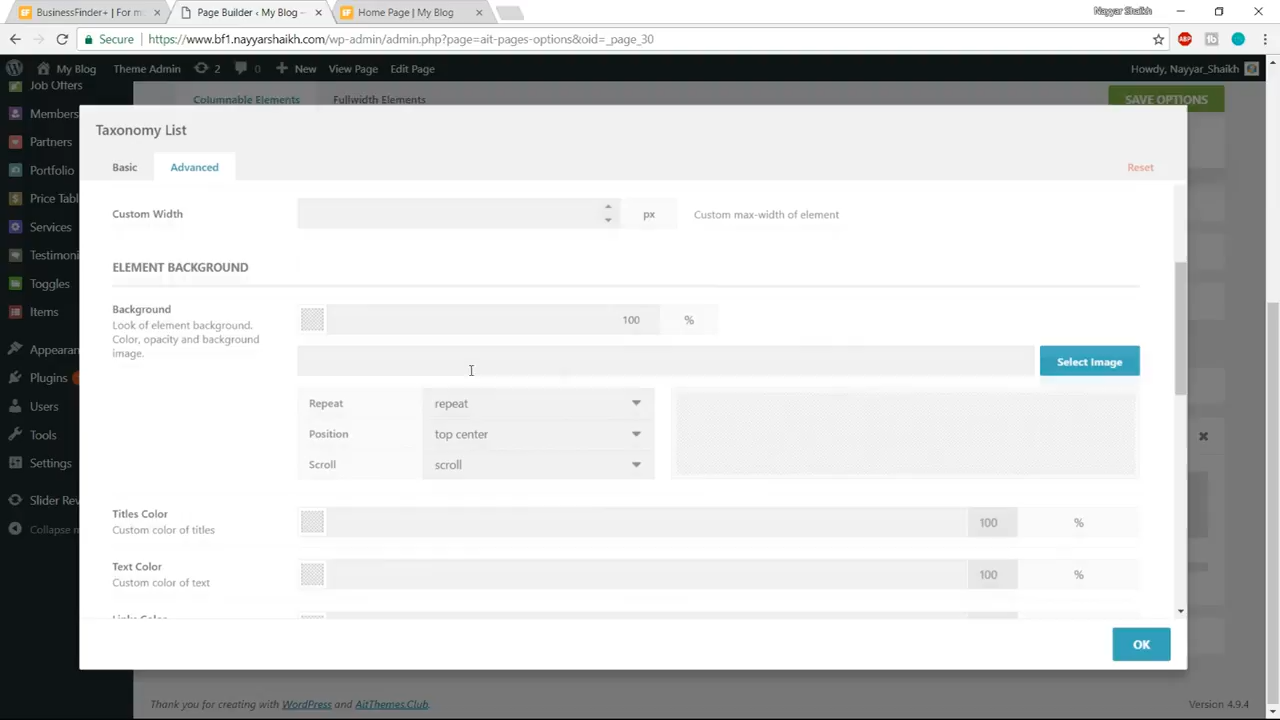 BusinessFinder+ | For m
Page Builder ‹ My Blog —
Home Page | My Blog
Nayyar Shaikh
Secure https://www.bf1.nayyarshaikh.com/wp-admin/admin.php?page=ait-pages-options&oid=_page_30
My Blog Theme Admin 2 0 New View Page Edit Page Howdy, Nayyar_Shaikh
Job Offers
Members
Partners
Portfolio
Price Tabl
Services
Testimoni
Toggles
Items
Appearan
Plugins
Users
Tools
Settings
Slider Rev
Collapse m
Columnable Elements Fullwidth Elements SAVE OPTIONS
Taxonomy List
Basic Advanced Reset
Custom Width px Custom max-width of element
ELEMENT BACKGROUND
Background 100 %
Look of element background.
Color, opacity and background
image.
Select Image
Repeat repeat
Position top center
Scroll scroll
Titles Color
Custom color of titles 100 %
Text Color
Custom color of text 100 %
Links Color
OK
Thank you for creating with WordPress and AitThemes.Club. Version 4.9.4